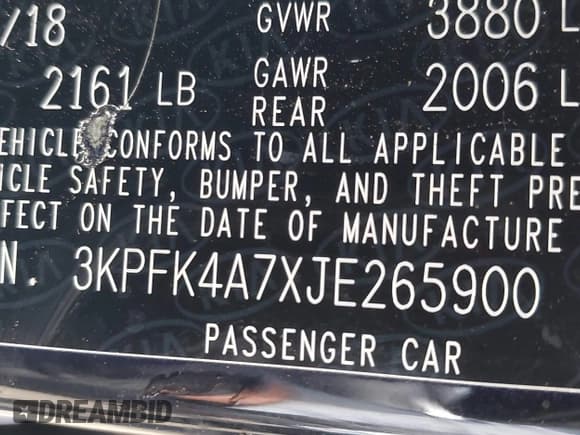 /18 GVWR 3880 L
2161 LB GAWR REAR 2006 L
EHICLE CONFORMS TO ALL APPLICABLE
ICLE SAFETY, BUMPER, AND THEFT PRE
FECT ON THE DATE OF MANUFACTURE
N. 3KPFK4A7XJE265900
PASSENGER CAR
DREAMBID